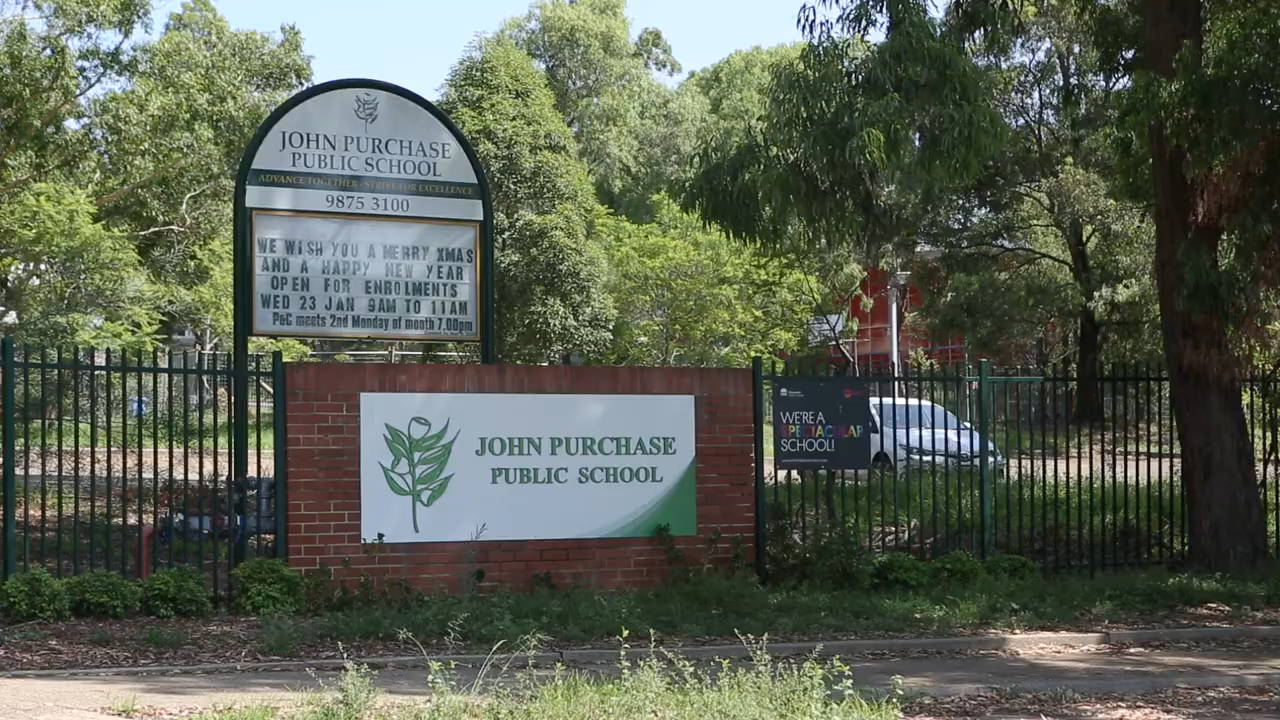 JOHN PURCHASE
PUBLIC SCHOOL
ADVANCE TOGETHER - STRIVE FOR EXCELLENCE
9875 3100
WE WISH YOU A MERRY XMAS
AND A HAPPY NEW YEAR
OPEN FOR ENROLMENTS
WED 23 JAN 9AM TO 11AM
P&C meets 2nd Monday of month 7.00pm
JOHN PURCHASE
PUBLIC SCHOOL
WE'RE A
SPECTACULAR
SCHOOL!